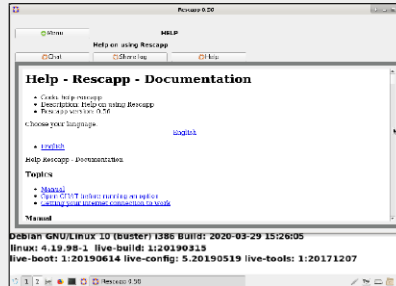 Rescapp 0.56
Menu
HELP
Help on using Rescapp
Chat Share log Help
Help - Rescapp - Documentation
Code: help-rescapp
Description: Help on using Rescapp
Rescapp version: 0.56
Choose your language.
English
English
Help Rescapp - Documentation
Topics
Manual
Open CHAT before running an option
Getting your Internet connection to work
Manual
Debian GNU/Linux 10 (buster) i386 Build: 2020-03-29 15:26:05
linux: 4.19.98-1 live-build: 1:20190315
live-boot: 1:20190614 live-config: 5.20190519 live-tools: 1:20171207
1 2 Rescapp 0.56